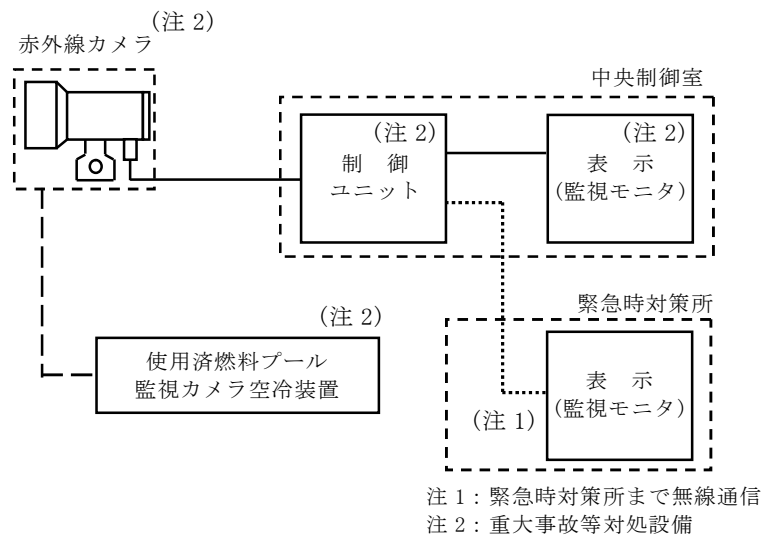 (注 2)
赤外線カメラ
中央制御室
(注 2)
制 御
ユニット
(注 2)
表 示
(監視モニタ)
(注 2)
使用済燃料プール
監視カメラ空冷装置
緊急時対策所
表 示
(監視モニタ)
(注 1)
注 1：緊急時対策所まで無線通信
注 2：重大事故等対処設備